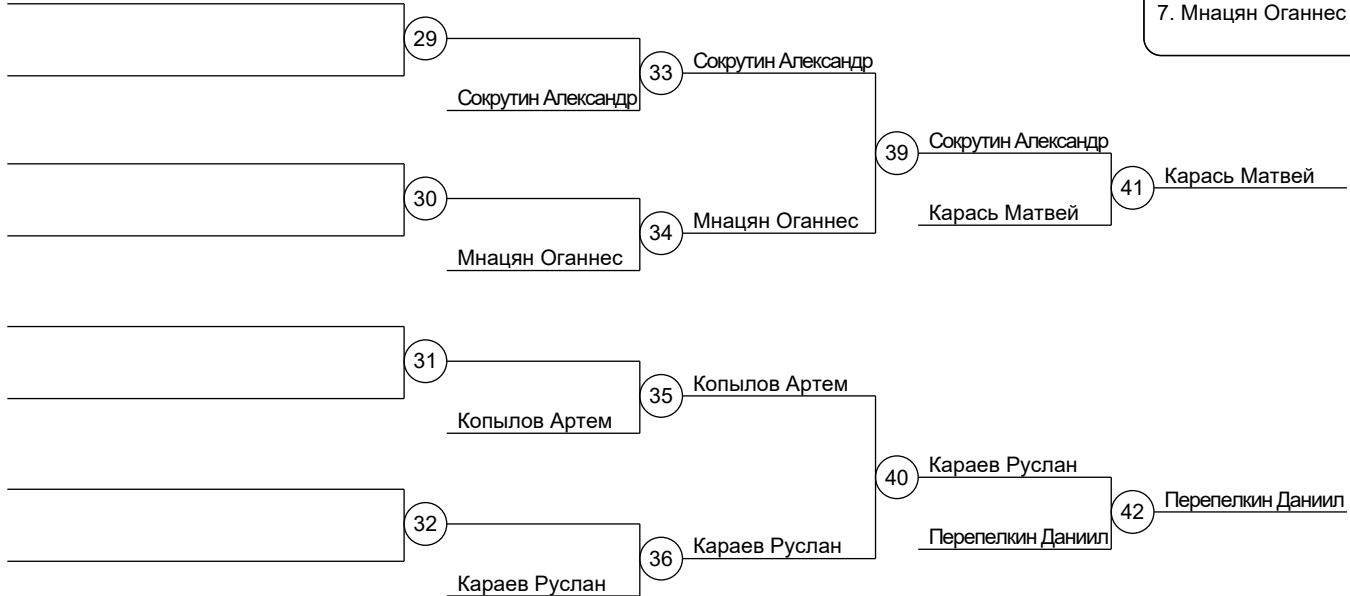 7. Мнацян Оганнес
29
33
Сокрутин Александр
Сокрутин Александр
39
Сокрутин Александр
41
Карась Матвей
30
34
Мнацян Оганнес
Карась Матвей
Мнацян Оганнес
31
35
Копылов Артем
Копылов Артем
40
Караев Руслан
42
Перепелкин Даниил
32
36
Караев Руслан
Перепелкин Даниил
Караев Руслан